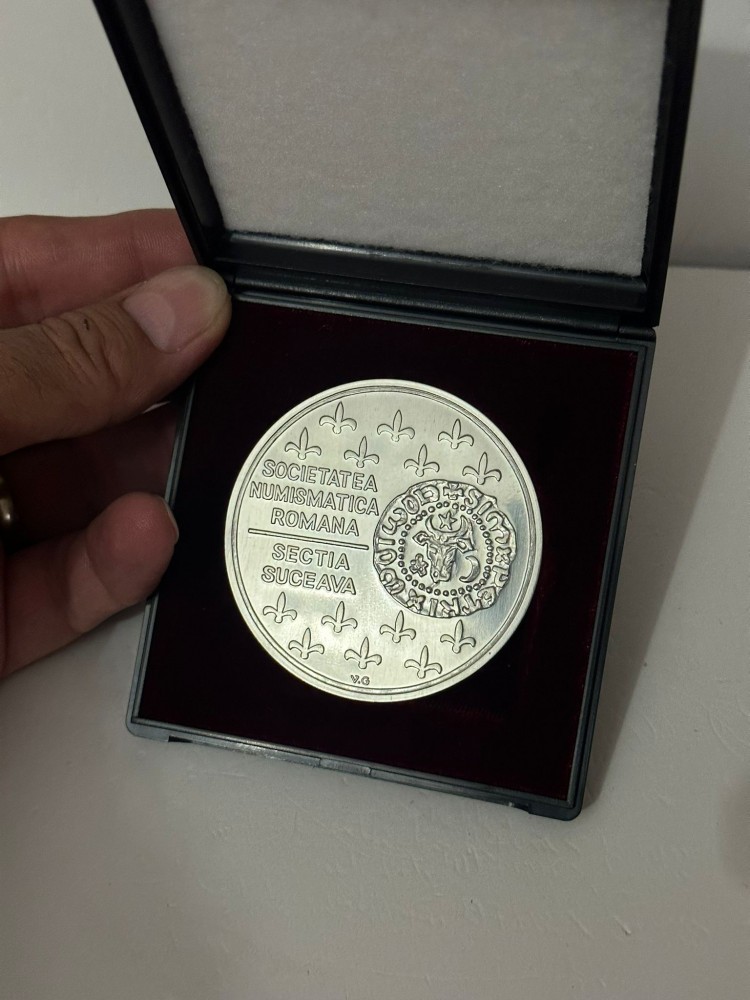 SOCIETATEA
NUMISMATICA
ROMANA
SECTIA
SUCEAVA
V.G